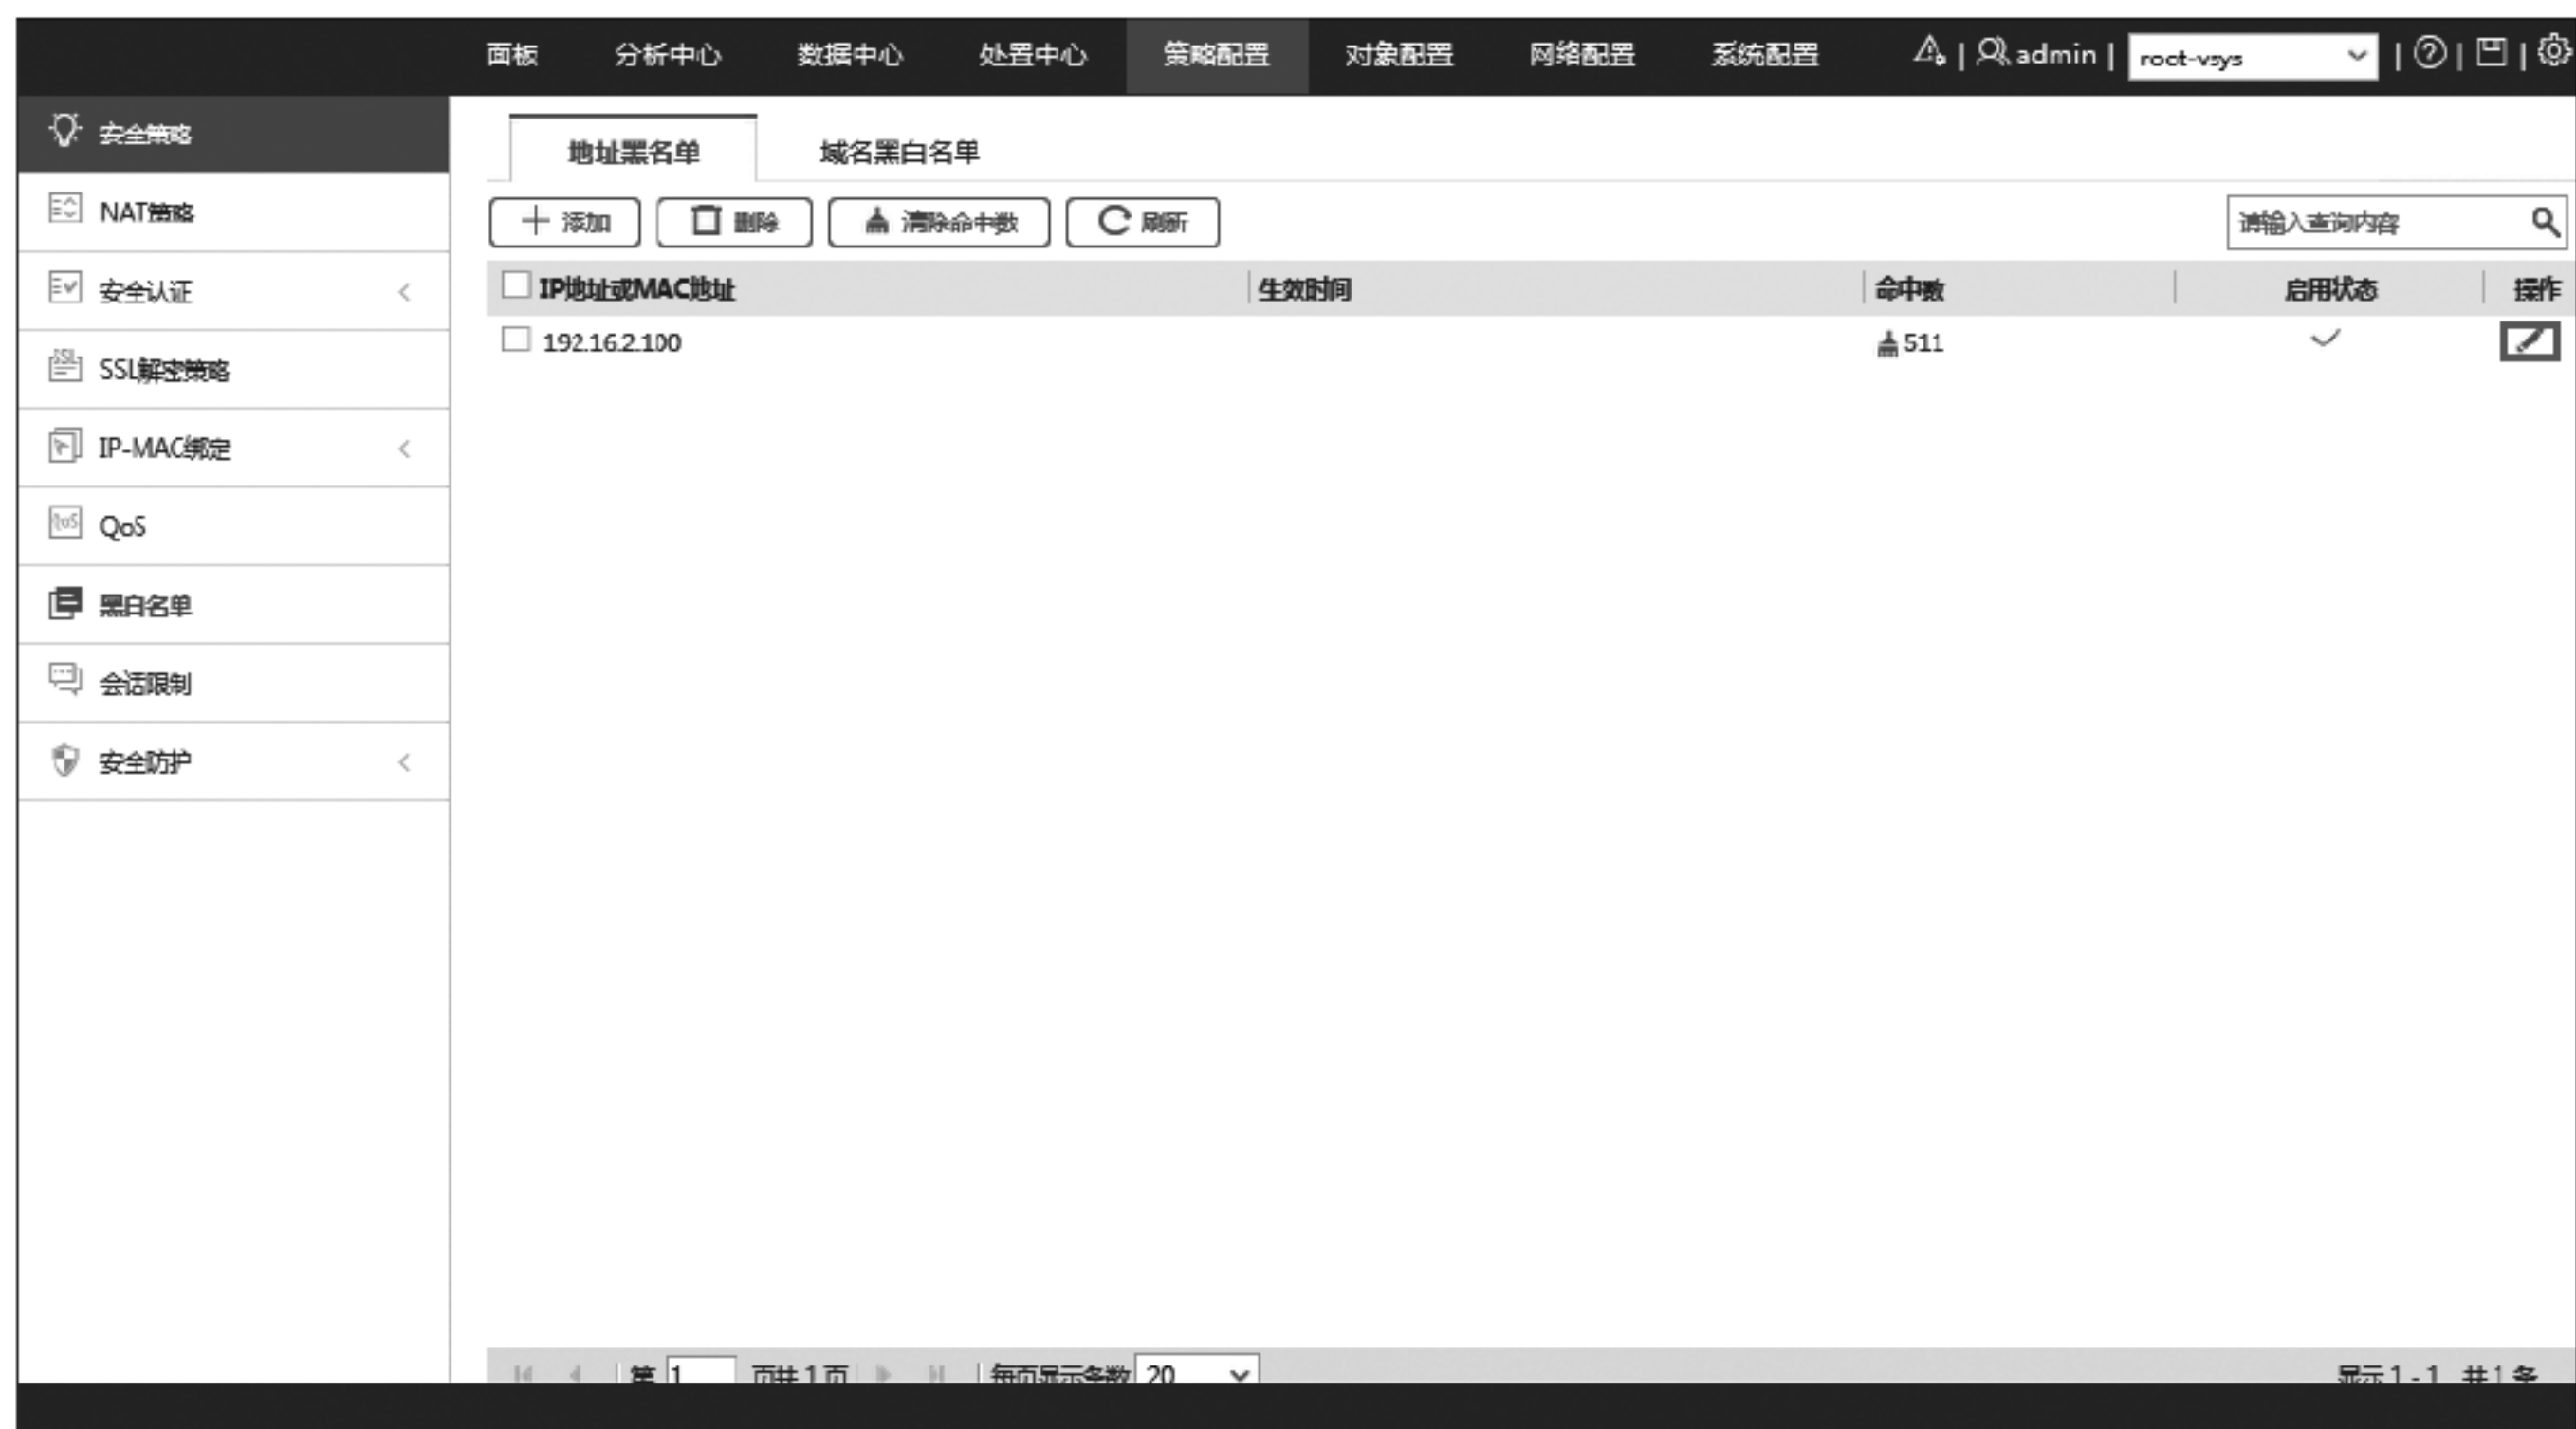 面板 分析中心 数据中心 处置中心 策略配置 对象配置 网络配置 系统配置 admin roct-vsys
安全策略
NAT策略
安全认证
SSL解密策略
IP-MAC绑定
QoS
黑白名单
会话限制
安全防护
地址黑名单 域名黑白名单
添加 删除 清除命中数 刷新 请输入查询内容
IP地址或MAC地址 生效时间 命中数 启用状态 操作
192.16.2.100 511
第 1 页共 1 页 每页显示条数 20 显示 1 - 1 共 1 条